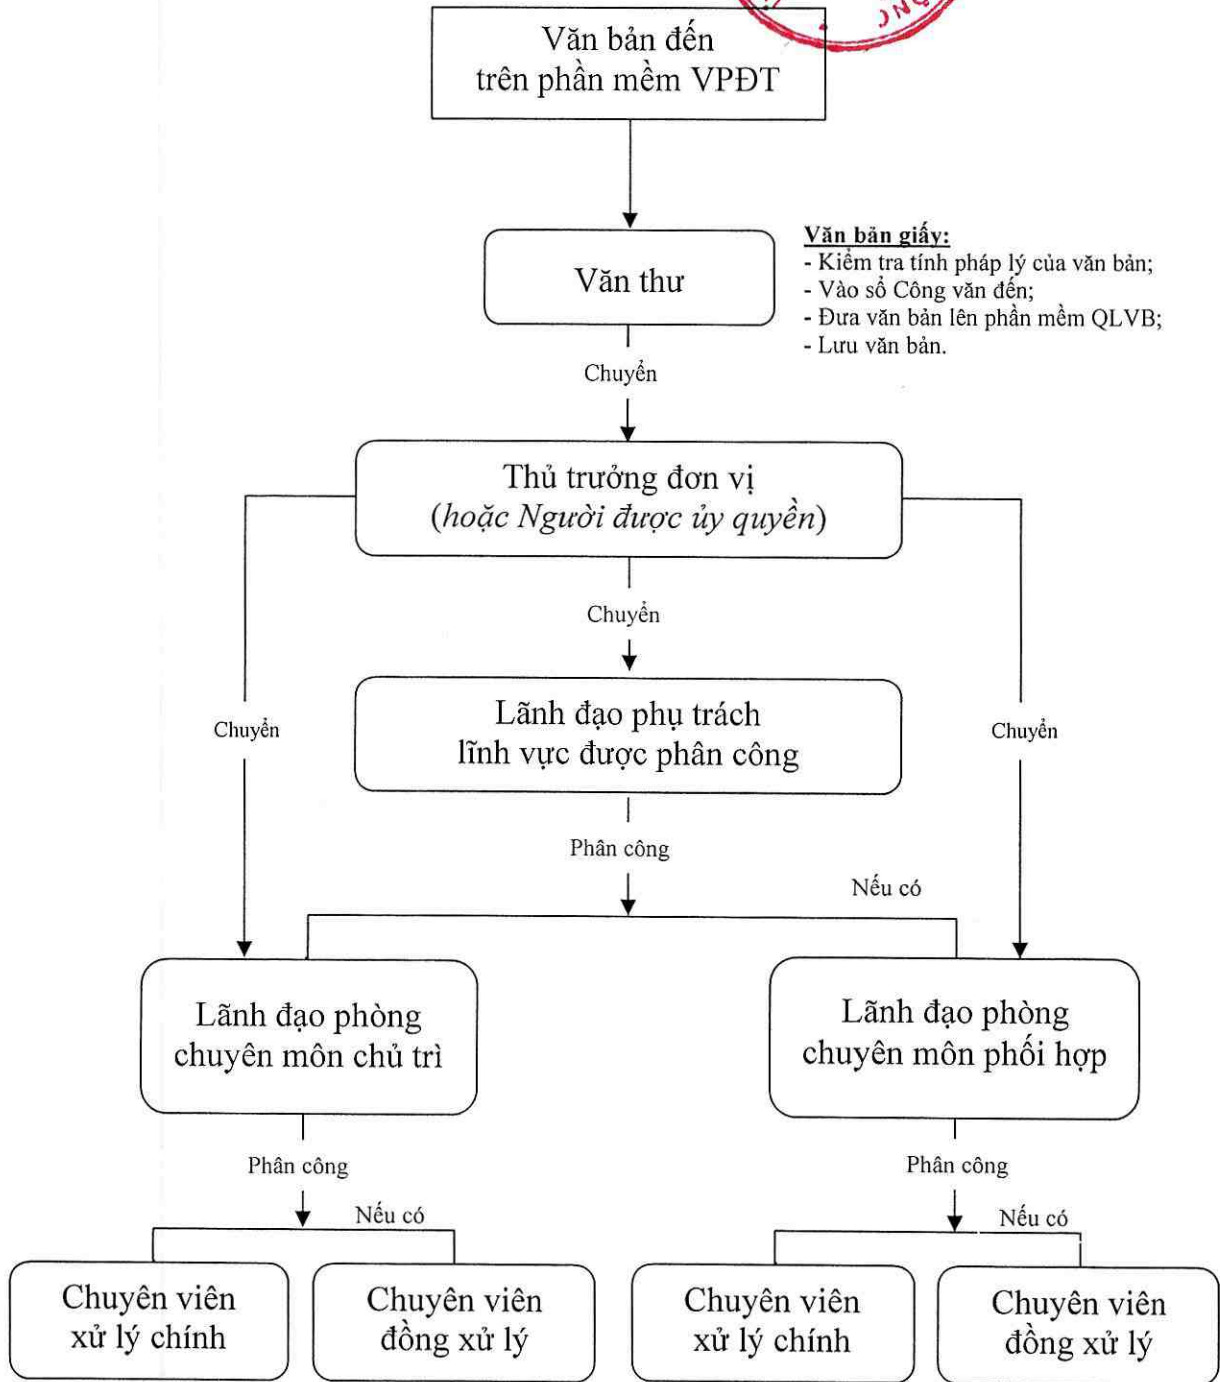 Văn bản đến
trên phần mềm VPĐT
Văn thư
Văn bản giấy:
- Kiểm tra tính pháp lý của văn bản;
- Vào sổ Công văn đến;
- Đưa văn bản lên phần mềm QLVB;
- Lưu văn bản.
Chuyển
Thủ trưởng đơn vị
(hoặc Người được ủy quyền)
Chuyển
Lãnh đạo phụ trách
lĩnh vực được phân công
Chuyển
Chuyển
Phân công
Nếu có
Lãnh đạo phòng
chuyên môn chủ trì
Lãnh đạo phòng
chuyên môn phối hợp
Phân công
Nếu có
Phân công
Nếu có
Chuyên viên
xử lý chính
Chuyên viên
đồng xử lý
Chuyên viên
xử lý chính
Chuyên viên
đồng xử lý